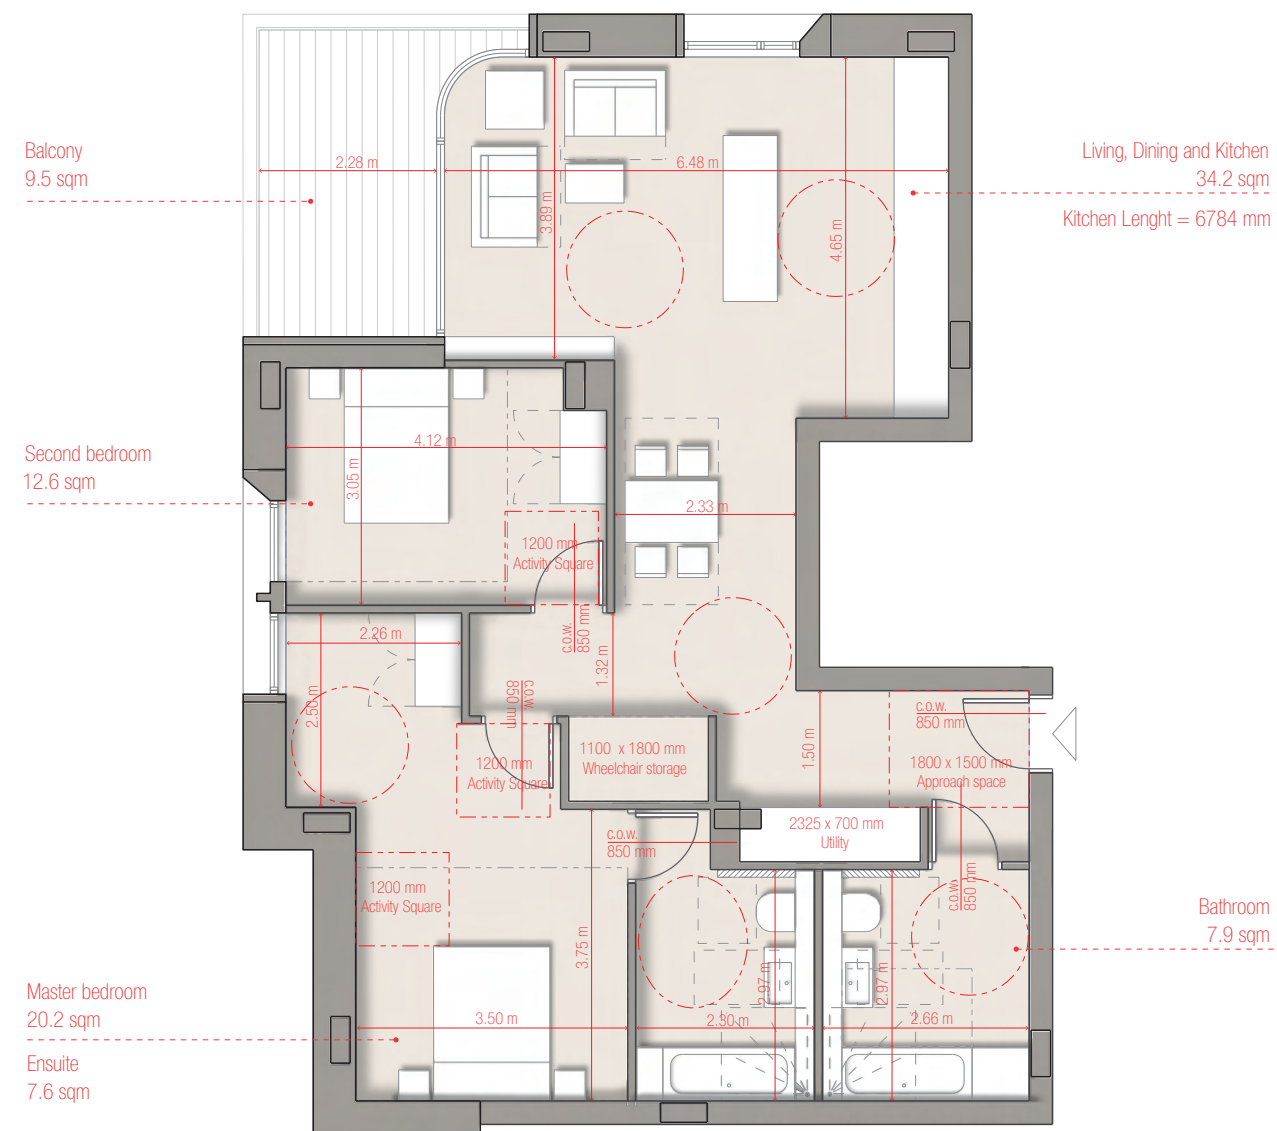 Balcony
9.5 sqm
2.28 m
6.48 m
3.89 m
4.65 m
Living, Dining and Kitchen
34.2 sqm
Kitchen Lenght = 6784 mm
Second bedroom
12.6 sqm
4.12 m
3.05 m
2.33 m
1200 mm
Activity Square
c.o.w.
850 mm
2.26 m
2.50 m
1.32 m
c.o.w.
850 mm
1200 mm
Activity Square
1100 x 1800 mm
Wheelchair storage
1.50 m
c.o.w.
850 mm
1800 x 1500 mm
Approach space
2325 x 700 mm
Utility
c.o.w.
850 mm
c.o.w.
850 mm
1200 mm
Activity Square
3.75 m
2.97 m
2.97 m
3.50 m
2.30 m
2.66 m
Bathroom
7.9 sqm
Master bedroom
20.2 sqm
Ensuite
7.6 sqm